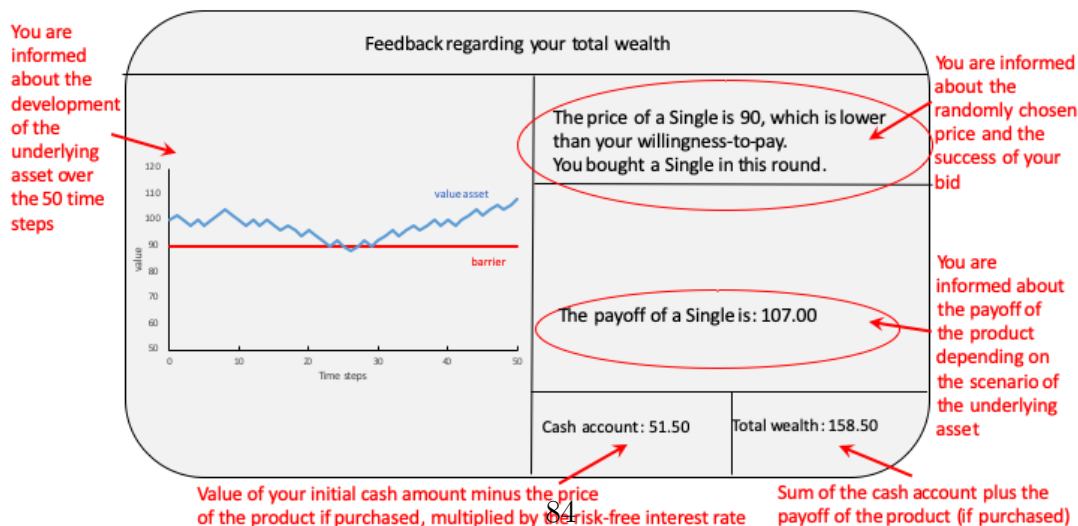 You are
informed
about the
development
of the
underlying
asset over
the 50 time
steps
Feedback regarding your total wealth
The price of a Single is 90, which is lower
than your willingness-to-pay.
You bought a Single in this round.
You are informed
about the
randomly chosen
price and the
success of your
bid
120
110
100
90
80
70
60
50
value
value asset
barrier
0 10 20 30 40 50
Time steps
The payoff of a Single is: 107.00
You are
informed about
the payoff of
the product
depending on
the scenario of
the underlying
asset
Cash account: 51.50
Total wealth: 158.50
Value of your initial cash amount minus the price
of the product if purchased, multiplied by risk-free interest rate
84
Sum of the cash account plus the
payoff of the product (if purchased)